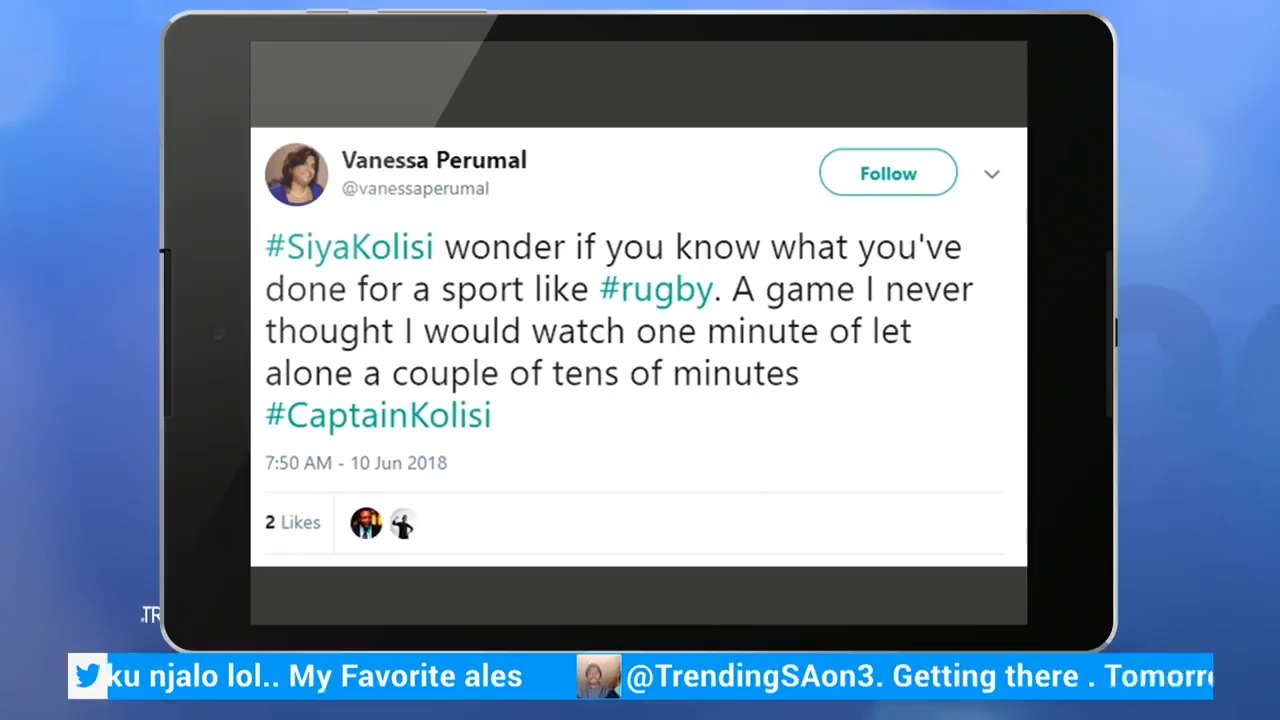 Vanessa Perumal
@vanessaperumal
Follow
#SiyaKolisi wonder if you know what you've
done for a sport like #rugby. A game I never
thought I would watch one minute of let
alone a couple of tens of minutes
#CaptainKolisi
7:50 AM - 10 Jun 2018
2 Likes
.TR
ku njalo lol.. My Favorite ales
@TrendingSAon3. Getting there . Tomorr